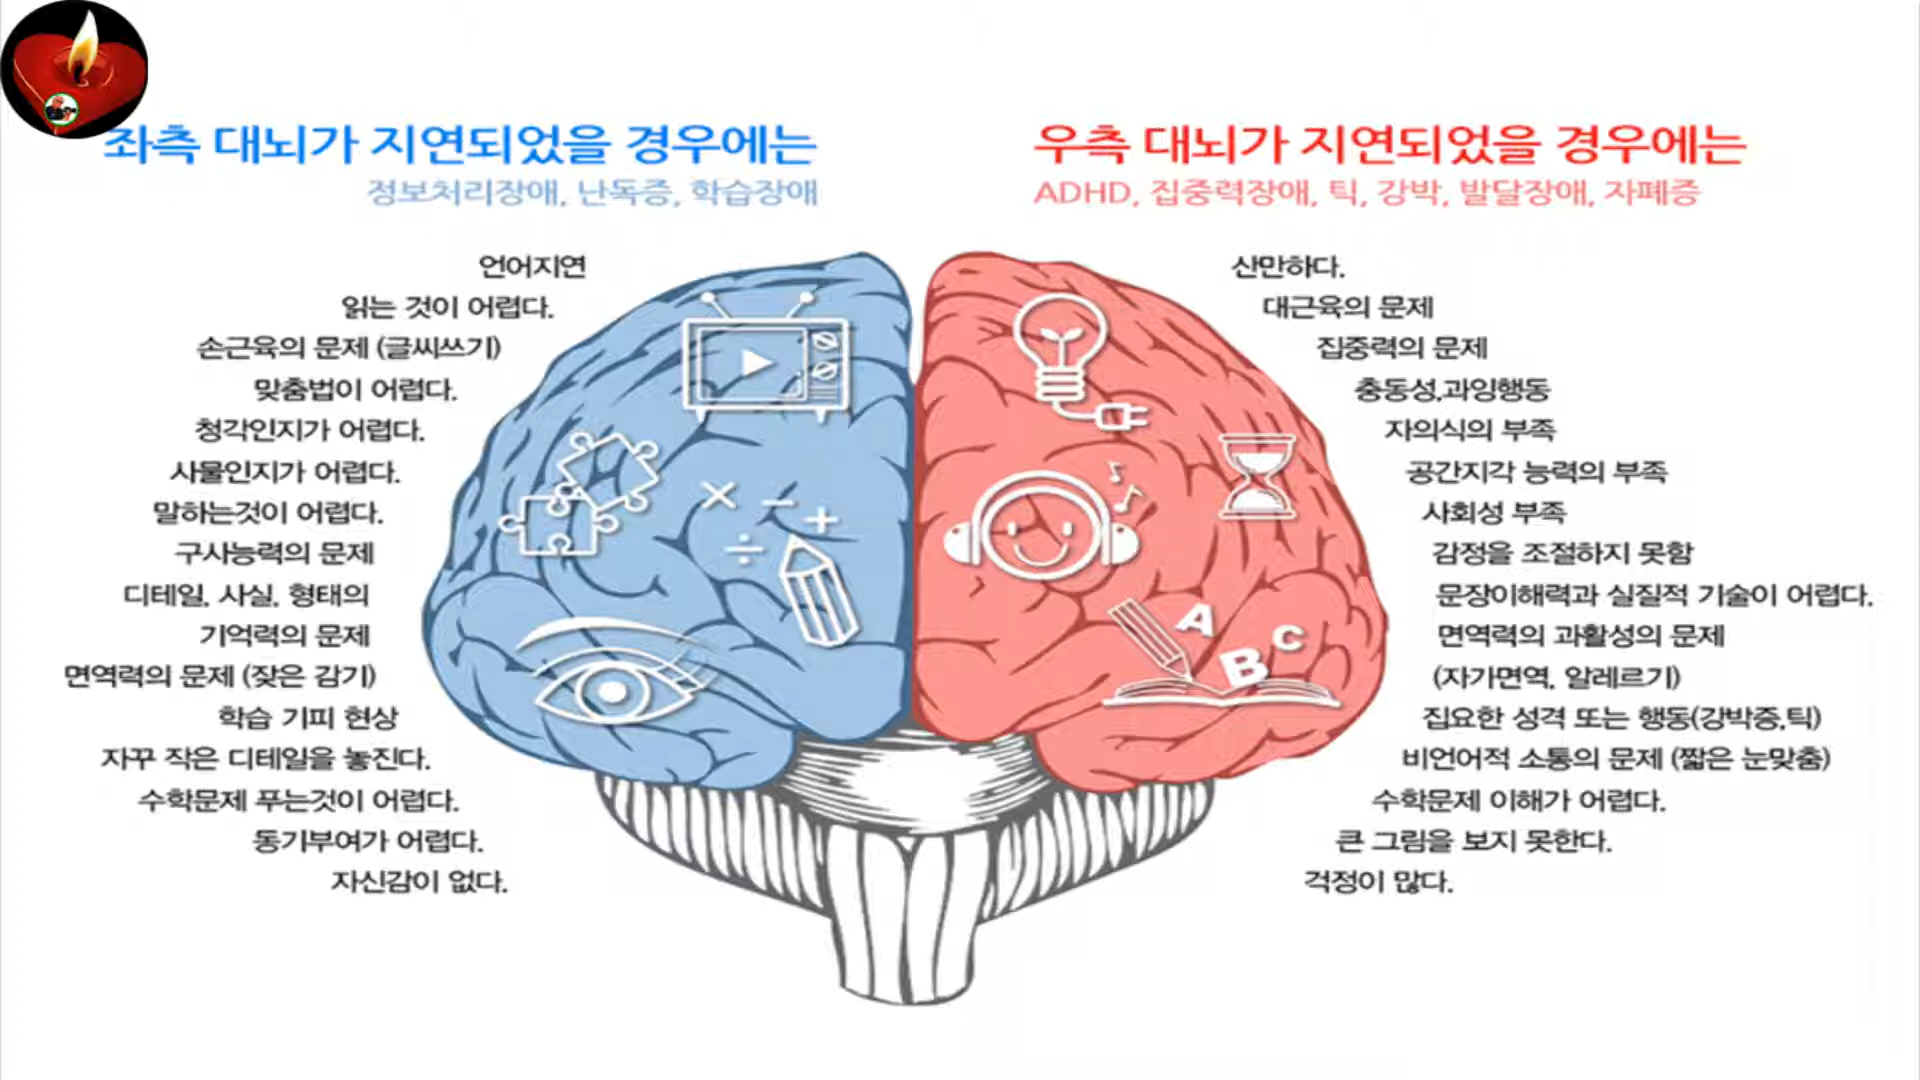 좌측 대뇌가 지연되었을 경우에는
정보처리장애, 난독증, 학습장애
언어지연
읽는 것이 어렵다.
손근육의 문제 (글씨쓰기)
맞춤법이 어렵다.
청각인지가 어렵다.
사물인지가 어렵다.
말하는것이 어렵다.
구사능력의 문제
디테일, 사실, 형태의
기억력의 문제
면역력의 문제 (잦은 감기)
학습 기피 현상
자꾸 작은 디테일을 놓진다.
수학문제 푸는것이 어렵다.
동기부여가 어렵다.
자신감이 없다.
우측 대뇌가 지연되었을 경우에는
ADHD, 집중력장애, 틱, 강박, 발달장애, 자폐증
산만하다.
대근육의 문제
집중력의 문제
충동성,과잉행동
자의식의 부족
공간지각 능력의 부족
사회성 부족
감정을 조절하지 못함
문장이해력과 실질적 기술이 어렵다.
면역력의 과활성의 문제
(자가면역, 알레르기)
집요한 성격 또는 행동(강박증,틱)
비언어적 소통의 문제 (짧은 눈맞춤)
수학문제 이해가 어렵다.
큰 그림을 보지 못한다.
걱정이 많다.
× − + ÷
A B C